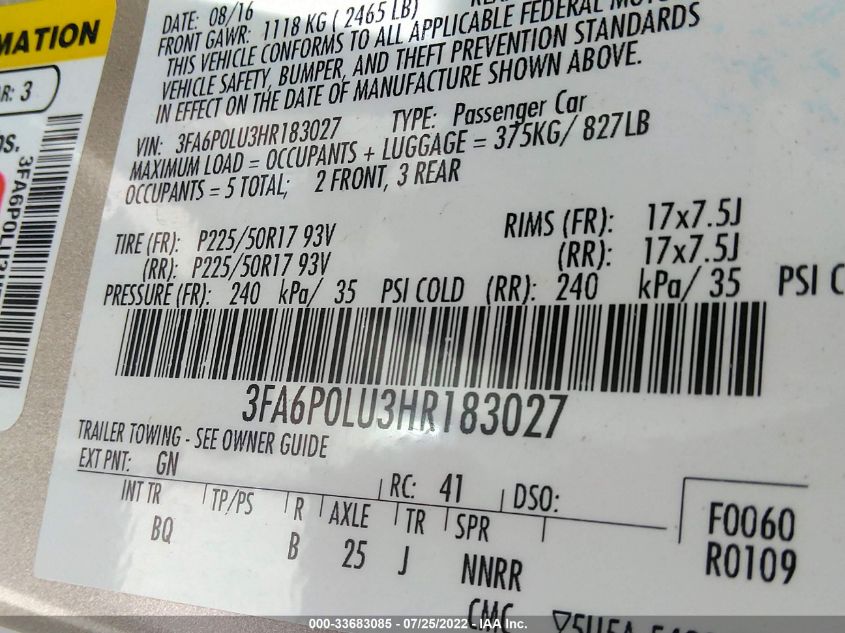 DATE: 08/16
FRONT GAWR: 1118 KG ( 2465 LB)
THIS VEHICLE CONFORMS TO ALL APPLICABLE FEDERAL
VEHICLE SAFETY, BUMPER, AND THEFT PREVENTION STANDARDS
IN EFFECT ON THE DATE OF MANUFACTURE SHOWN ABOVE.
VIN: 3FA6P0LU3HR183027 TYPE: Passenger Car
MAXIMUM LOAD = OCCUPANTS + LUGGAGE = 375KG/ 827LB
OCCUPANTS = 5 TOTAL; 2 FRONT, 3 REAR
TIRE (FR): P225/50R17 93V RIMS (FR): 17x7.5J
(RR): P225/50R17 93V (RR): 17x7.5J
PRESSURE (FR): 240 kPa/ 35 PSI COLD (RR): 240 kPa/ 35 PSI C
3FA6P0LU3HR183027
TRAILER TOWING - SEE OWNER GUIDE
EXT PNT: GN RC: 41 DSO:
INT TR TP/PS R AXLE TR SPR F0060
BQ B 25 J NNRR R0109
CMC
MATION
R: 3
000-33683085 - 07/25/2022 - IAA Inc.